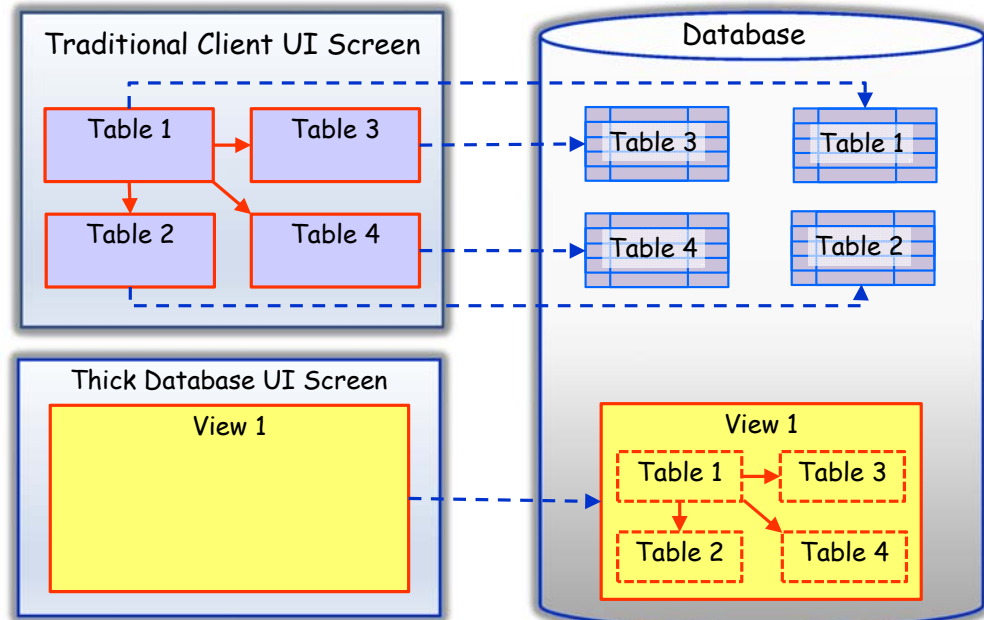 Traditional Client UI Screen
Table 1
Table 3
Table 2
Table 4
Database
Table 3
Table 1
Table 4
Table 2
Thick Database UI Screen
View 1
View 1
Table 1
Table 3
Table 2
Table 4